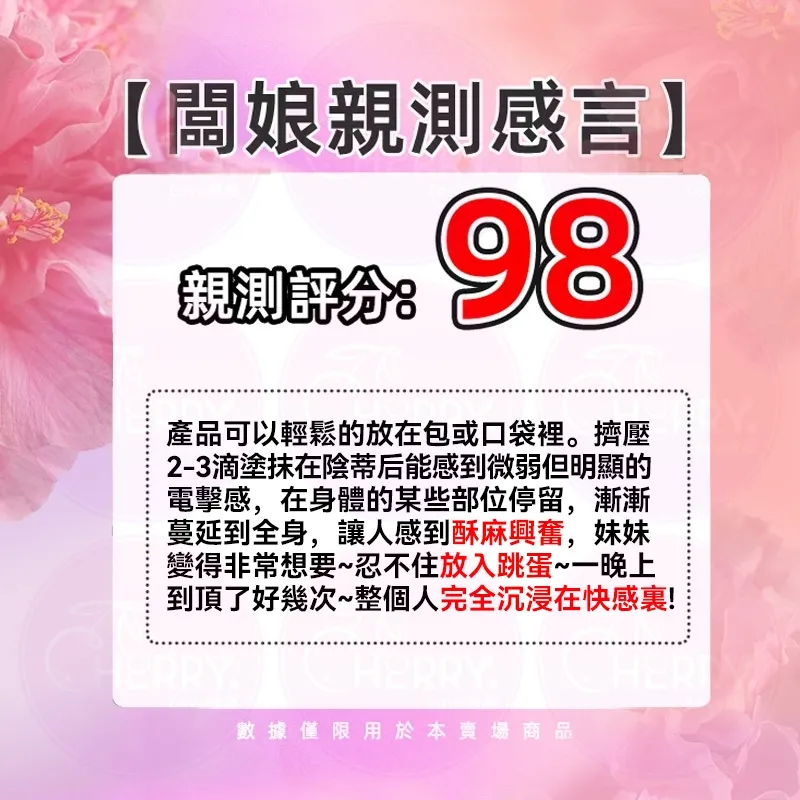 【闆娘親測感言】
親測評分:98
產品可以輕鬆的放在包或口袋裡。擠壓
2-3滴塗抹在陰蒂后能感到微弱但明顯的
電擊感，在身體的某些部位停留，漸漸
蔓延到全身，讓人感到酥麻興奮，妹妹
變得非常想要~忍不住放入跳蛋~一晚上
到頂了好幾次~整個人完全沉浸在快感裏!
CHERRY.
數據僅限用於本賣場商品